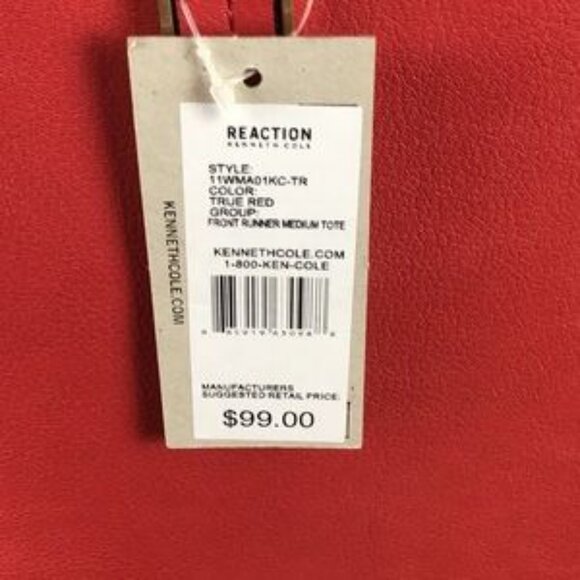 REACTION
KENNETH COLE
STYLE:
11WMA01KC-TR
COLOR:
TRUE RED
GROUP:
FRONT RUNNER MEDIUM TOTE
KENNETHCOLE.COM
1-800-KEN-COLE
MANUFACTURERS
SUGGESTED RETAIL PRICE:
$99.00
KENNETHCOLE.COM